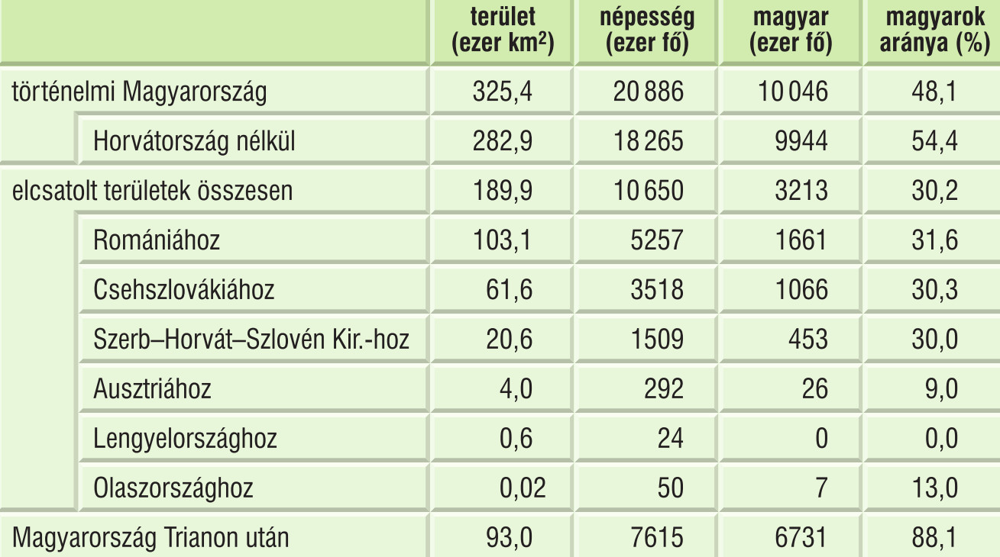 terület (ezer km²) népesség (ezer fő) magyar (ezer fő) magyarok aránya (%)
történelmi Magyarország 325,4 20 886 10 046 48,1
Horvátország nélkül 282,9 18 265 9944 54,4
elcsatolt területek összesen 189,9 10 650 3213 30,2
Romániához 103,1 5257 1661 31,6
Csehszlovákiához 61,6 3518 1066 30,3
Szerb–Horvát–Szlovén Kir.-hoz 20,6 1509 453 30,0
Ausztriához 4,0 292 26 9,0
Lengyelországhoz 0,6 24 0 0,0
Olaszországhoz 0,02 50 7 13,0
Magyarország Trianon után 93,0 7615 6731 88,1